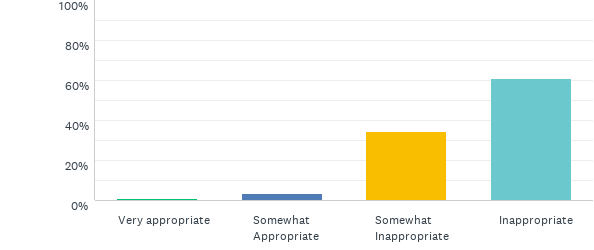 100%
80%
60%
40%
20%
0%
Very appropriate
Somewhat
Appropriate
Somewhat
Inappropriate
Inappropriate